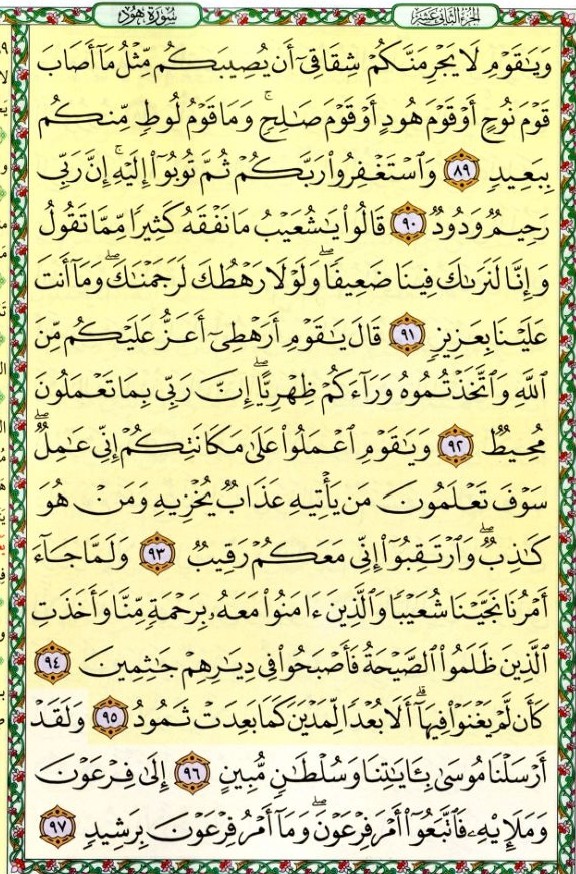 الجزء الثاني عشر
سورة هود
وَيَٰقَوْمِ لَا يَجْرِمَنَّكُمْ شِقَاقِىٓ أَن يُصِيبَكُم مِّثْلُ مَآ أَصَابَ
قَوْمَ نُوحٍ أَوْ قَوْمَ هُودٍ أَوْ قَوْمَ صَٰلِحٍ ۚ وَمَا قَوْمُ لُوطٍ مِّنكُم
بِبَعِيدٍ ٨٩ وَٱسْتَغْفِرُوا۟ رَبَّكُمْ ثُمَّ تُوبُوٓا۟ إِلَيْهِ ۚ إِنَّ رَبِّى
رَحِيمٌ وَدُودٌ ٩٠ قَالُوا۟ يَٰشُعَيْبُ مَا نَفْقَهُ كَثِيرًا مِّمَّا تَقُولُ
وَإِنَّا لَنَرَىٰكَ فِينَا ضَعِيفًا ۖ وَلَوْلَا رَهْطُكَ لَرَجَمْنَٰكَ ۖ وَمَآ أَنتَ
عَلَيْنَا بِعَزِيزٍ ٩١ قَالَ يَٰقَوْمِ أَرَهْطِىٓ أَعَزُّ عَلَيْكُم مِّنَ
ٱللَّهِ وَٱتَّخَذْتُمُوهُ وَرَآءَكُمْ ظِهْرِيًّا ۖ إِنَّ رَبِّى بِمَا تَعْمَلُونَ
مُحِيطٌ ٩٢ وَيَٰقَوْمِ ٱعْمَلُوا۟ عَلَىٰ مَكَانَتِكُمْ إِنِّى عَٰمِلٌ ۖ
سَوْفَ تَعْلَمُونَ مَن يَأْتِيهِ عَذَابٌ يُخْزِيهِ وَمَنْ هُوَ
كَٰذِبٌ ۖ وَٱرْتَقِبُوٓا۟ إِنِّى مَعَكُمْ رَقِيبٌ ٩٣ وَلَمَّا جَآءَ
أَمْرُنَا نَجَّيْنَا شُعَيْبًا وَٱلَّذِينَ ءَامَنُوا۟ مَعَهُۥ بِرَحْمَةٍ مِّنَّا وَأَخَذَتِ
ٱلَّذِينَ ظَلَمُوا۟ ٱلصَّيْحَةُ فَأَصْبَحُوا۟ فِى دِيَٰرِهِمْ جَٰثِمِينَ ٩٤
كَأَن لَّمْ يَغْنَوْا۟ فِيهَآ ۗ أَلَا بُعْدًا لِّمَدْيَنَ كَمَا بَعِدَتْ ثَمُودُ ٩٥ وَلَقَدْ
أَرْسَلْنَا مُوسَىٰ بِـَٔايَٰتِنَا وَسُلْطَٰنٍ مُّبِينٍ ٩٦ إِلَىٰ فِرْعَوْنَ
وَمَلَإِي۟هِۦ فَٱتَّبَعُوٓا۟ أَمْرَ فِرْعَوْنَ ۖ وَمَآ أَمْرُ فِرْعَوْنَ بِرَشِيدٍ ٩٧